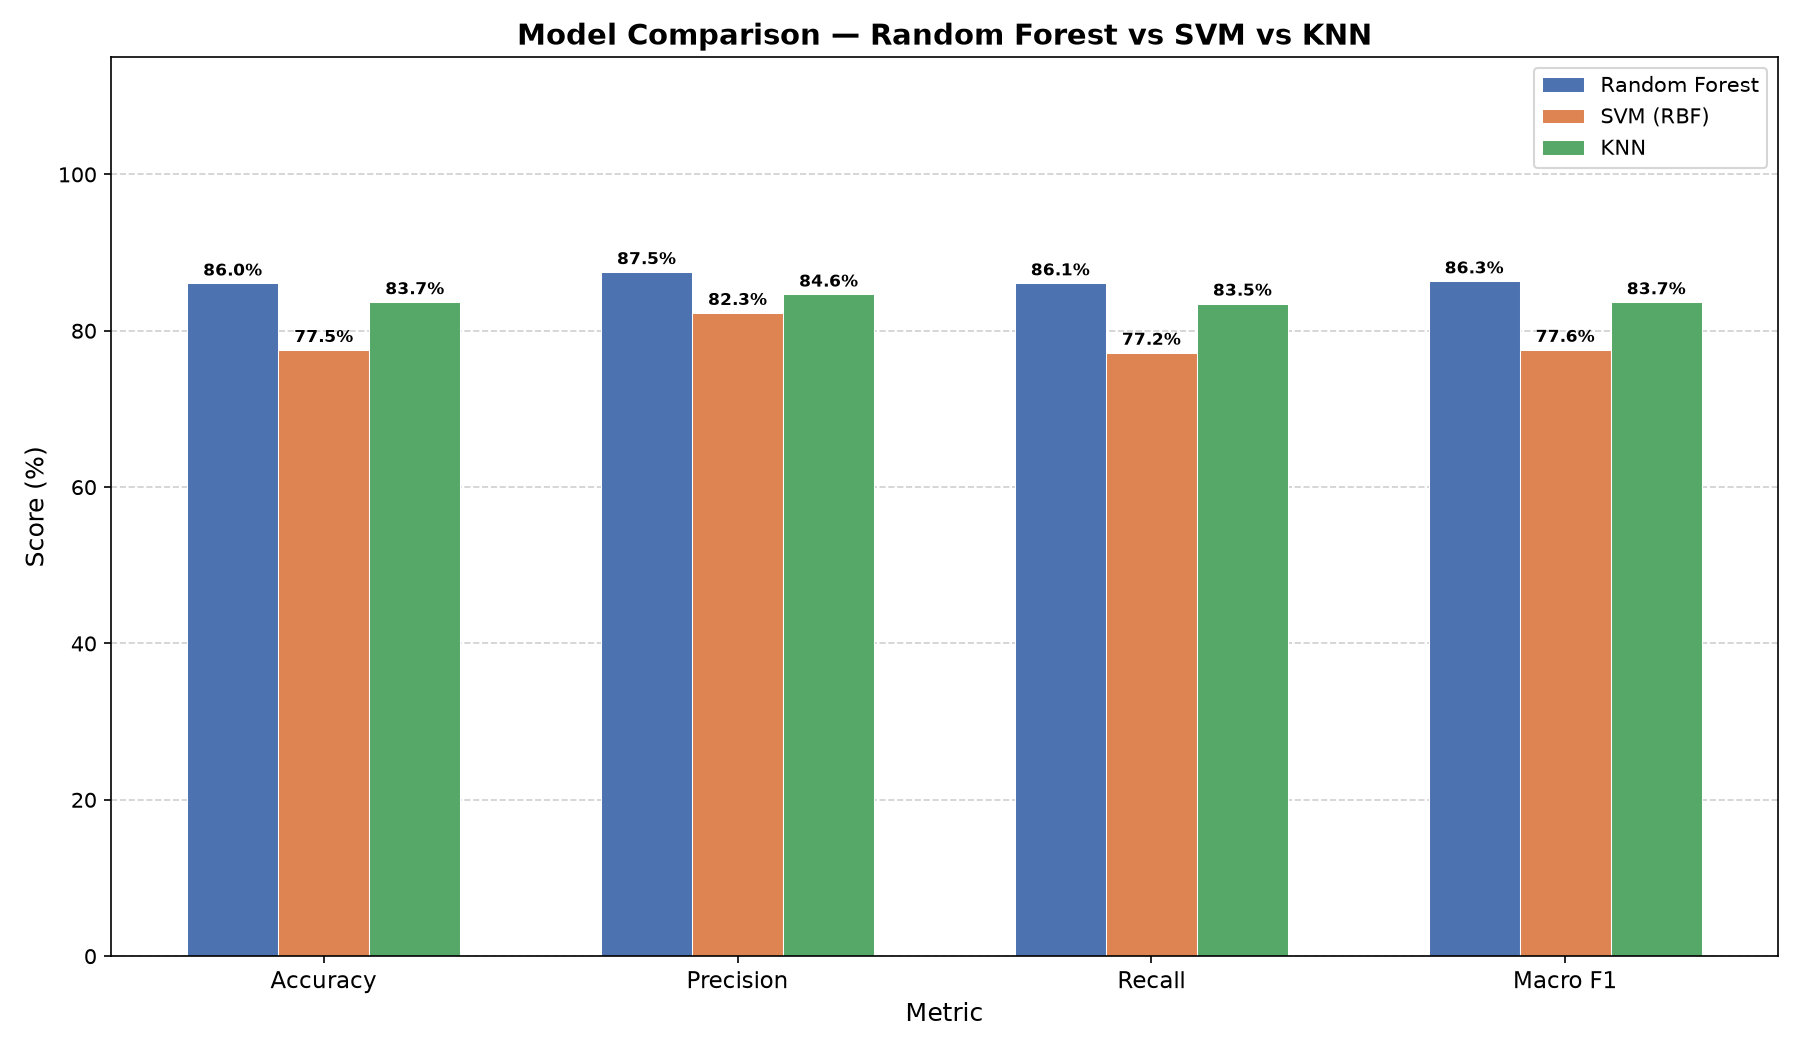 Model Comparison — Random Forest vs SVM vs KNN
Random Forest
SVM (RBF)
KNN
100
80
60
40
20
0
Score (%)
86.0%
77.5%
83.7%
87.5%
82.3%
84.6%
86.1%
77.2%
83.5%
86.3%
77.6%
83.7%
Accuracy
Precision
Recall
Macro F1
Metric